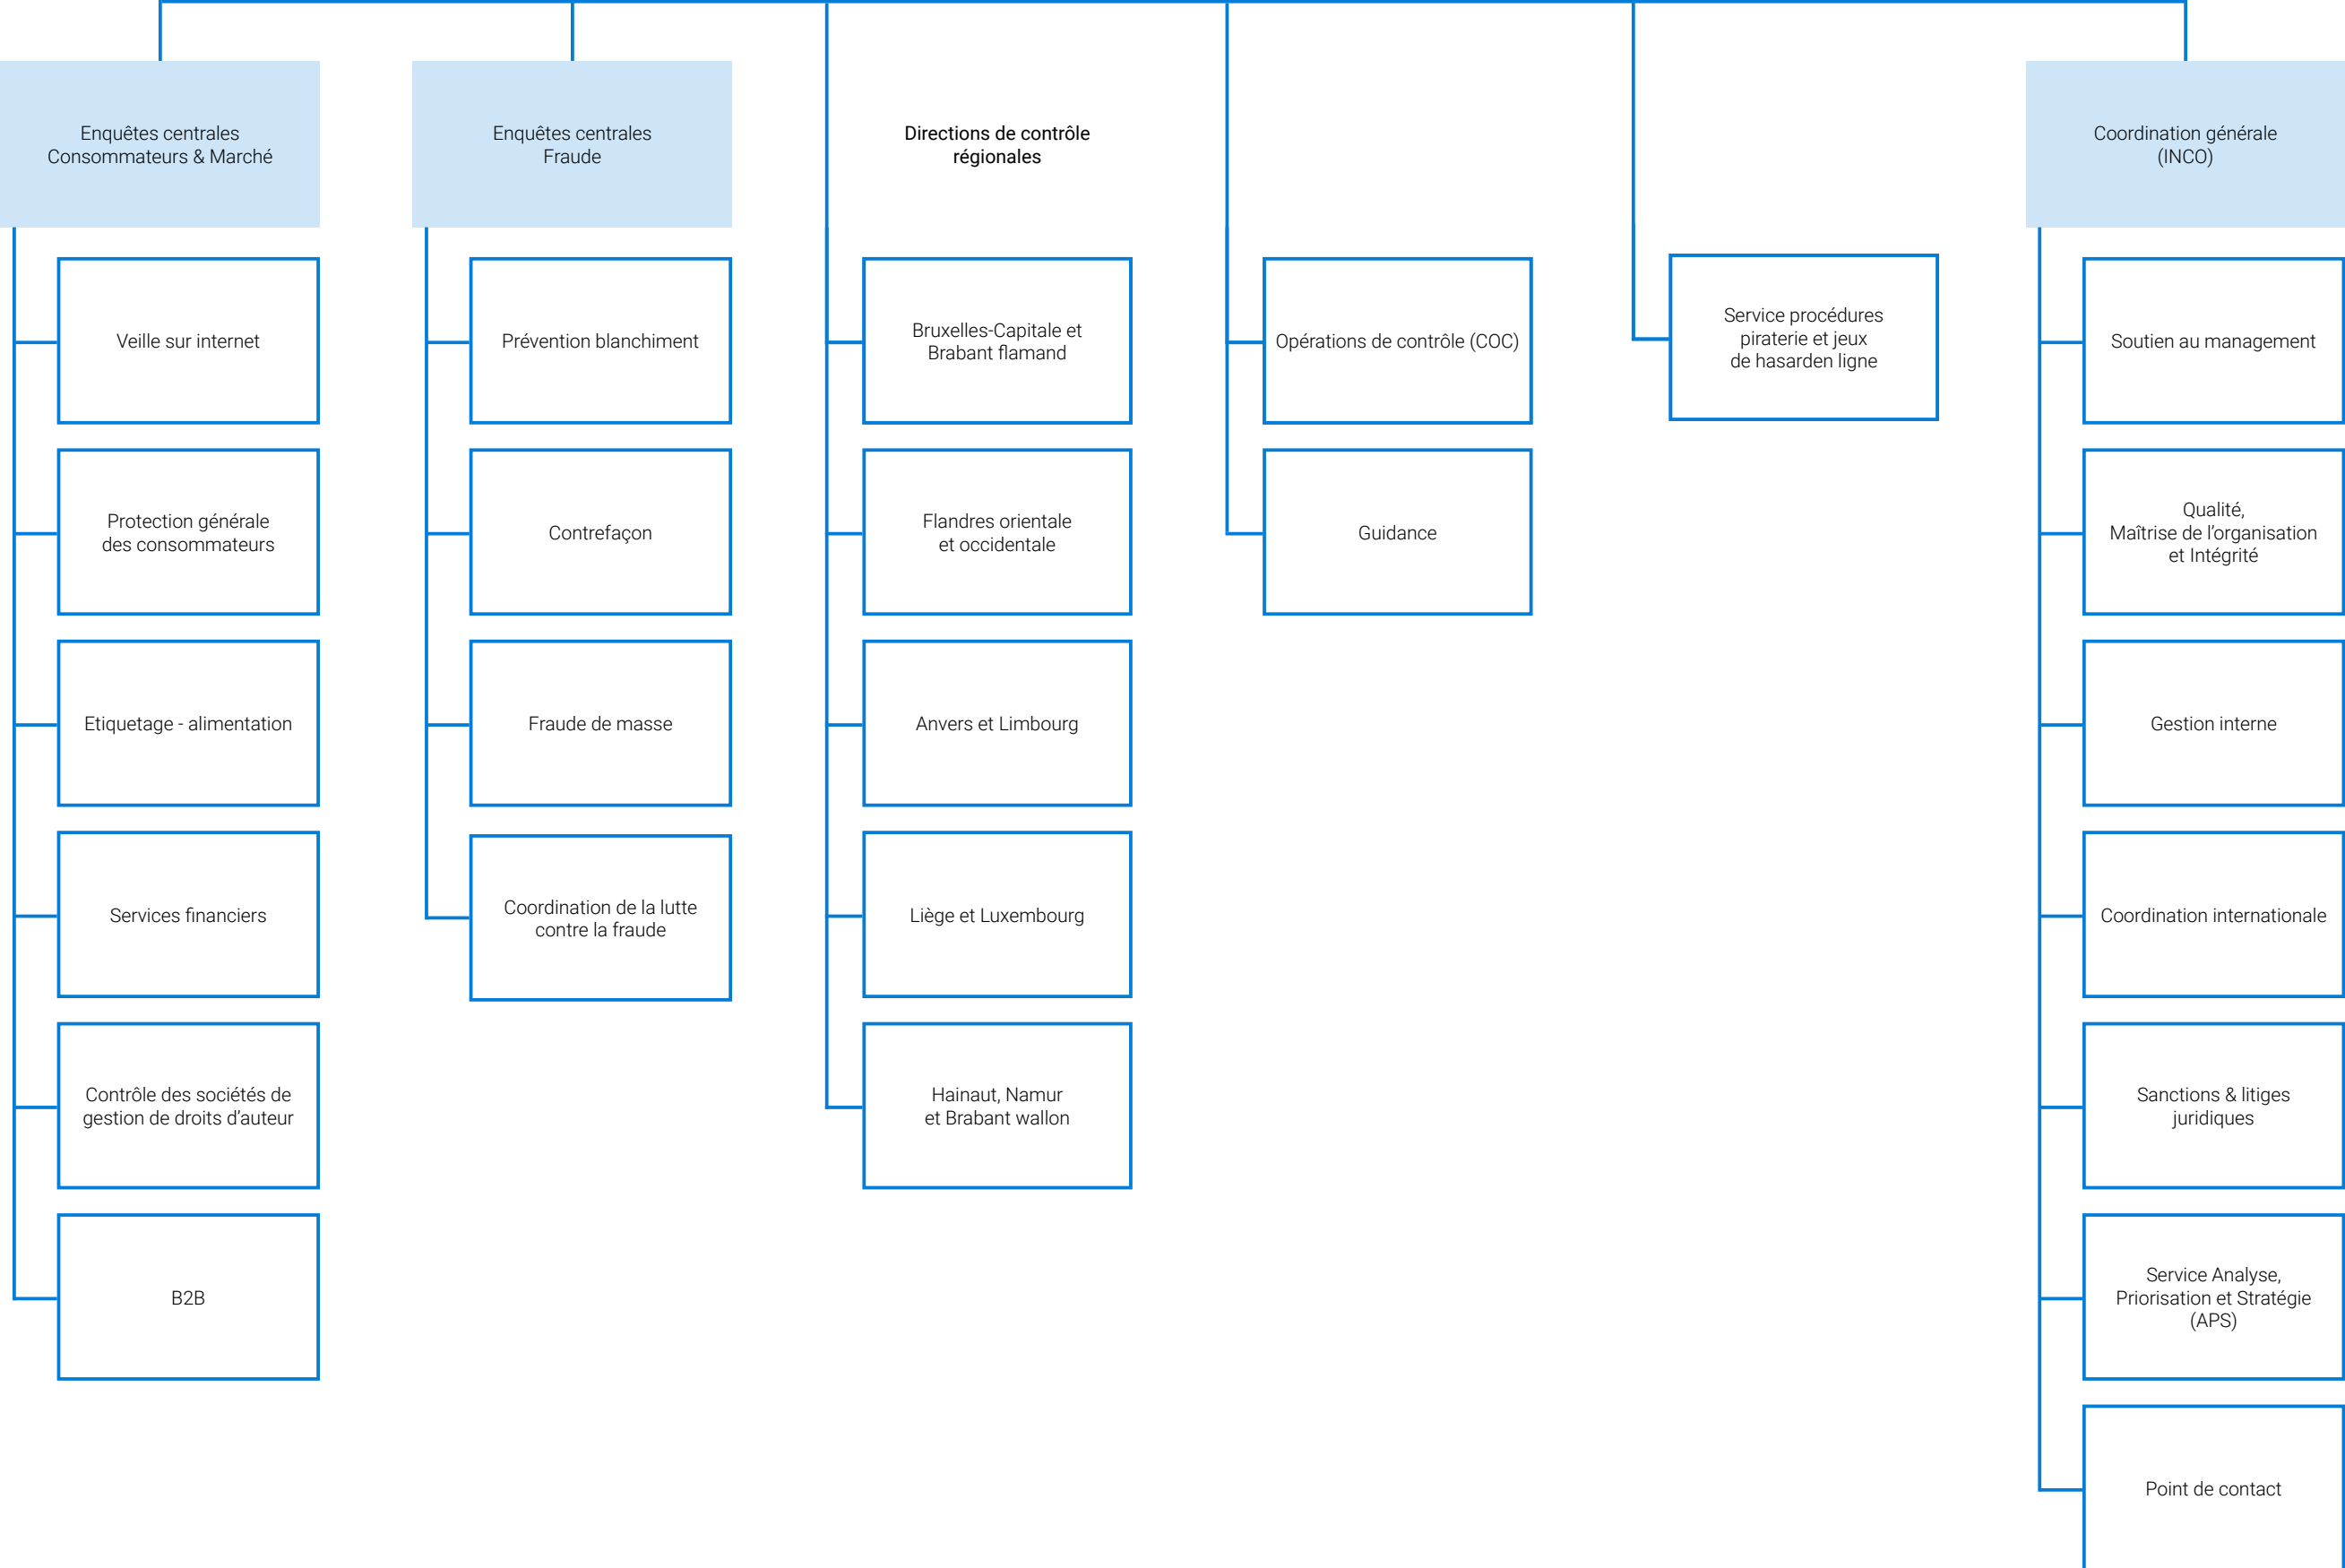 Enquêtes centrales
Consommateurs & Marché
Veille sur internet
Protection générale
des consommateurs
Etiquetage - alimentation
Services financiers
Contrôle des sociétés de
gestion de droits d'auteur
B2B
Enquêtes centrales
Fraude
Prévention blanchiment
Contrefaçon
Fraude de masse
Coordination de la lutte
contre la fraude
Directions de contrôle
régionales
Bruxelles-Capitale et
Brabant flamand
Flandres orientale
et occidentale
Anvers et Limbourg
Liège et Luxembourg
Hainaut, Namur
et Brabant wallon
Opérations de contrôle (COC)
Guidance
Service procédures
piraterie et jeux
de hasarden ligne
Coordination générale
(INCO)
Soutien au management
Qualité,
Maîtrise de l'organisation
et Intégrité
Gestion interne
Coordination internationale
Sanctions & litiges
juridiques
Service Analyse,
Priorisation et Stratégie
(APS)
Point de contact